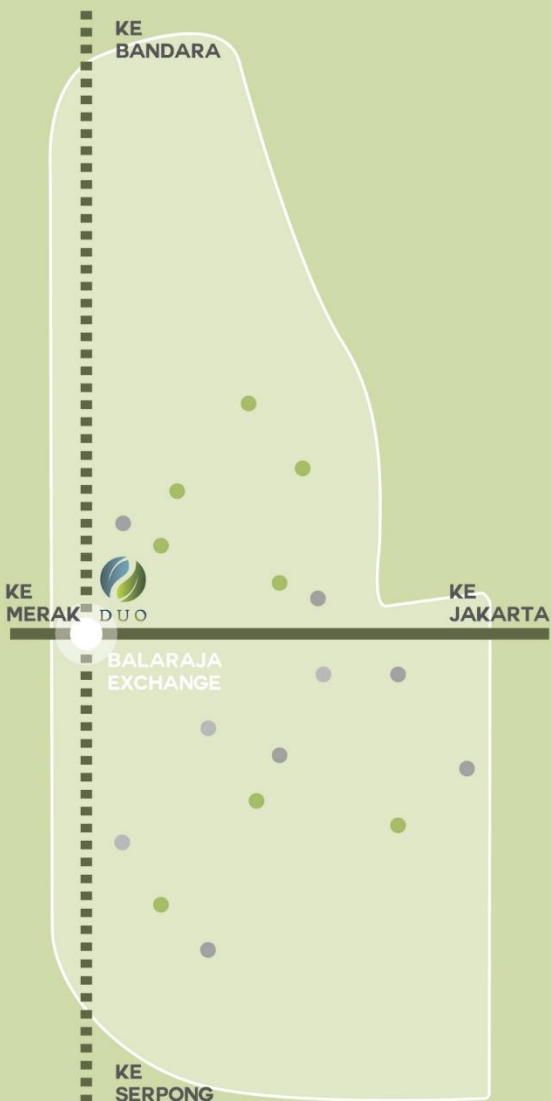 KE
BANDARA
KE
MERAK
DUO
KE
JAKARTA
BALARAJA
EXCHANGE
KE
SERPONG